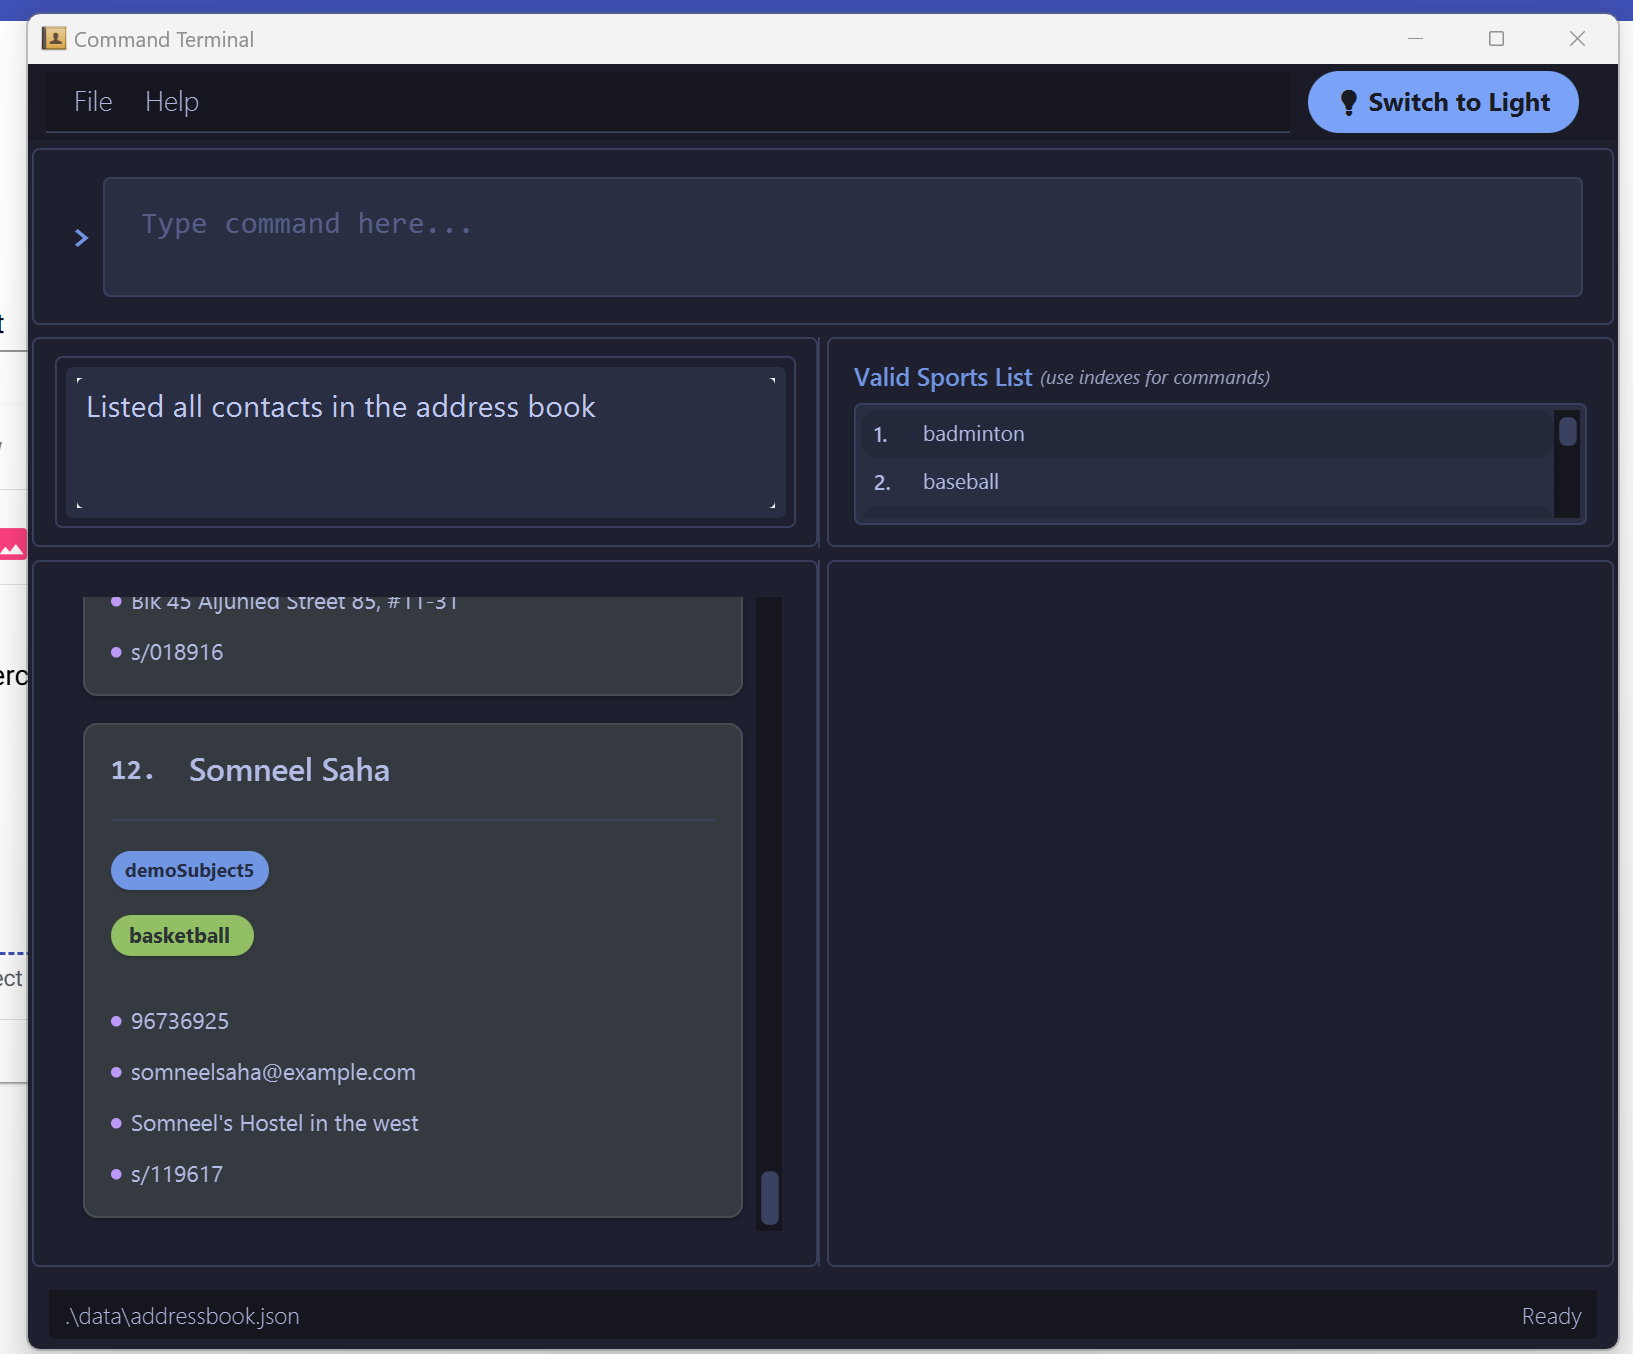 Command Terminal
File Help
Switch to Light
> Type command here...
Listed all contacts in the address book
Valid Sports List (use indexes for commands)
1. badminton
2. baseball
Blk 45 Aljunied Street 85, #11-31
s/018916
12. Somneel Saha
demoSubject5
basketball
96736925
somneelsaha@example.com
Somneel's Hostel in the west
s/119617
.\data\addressbook.json
Ready